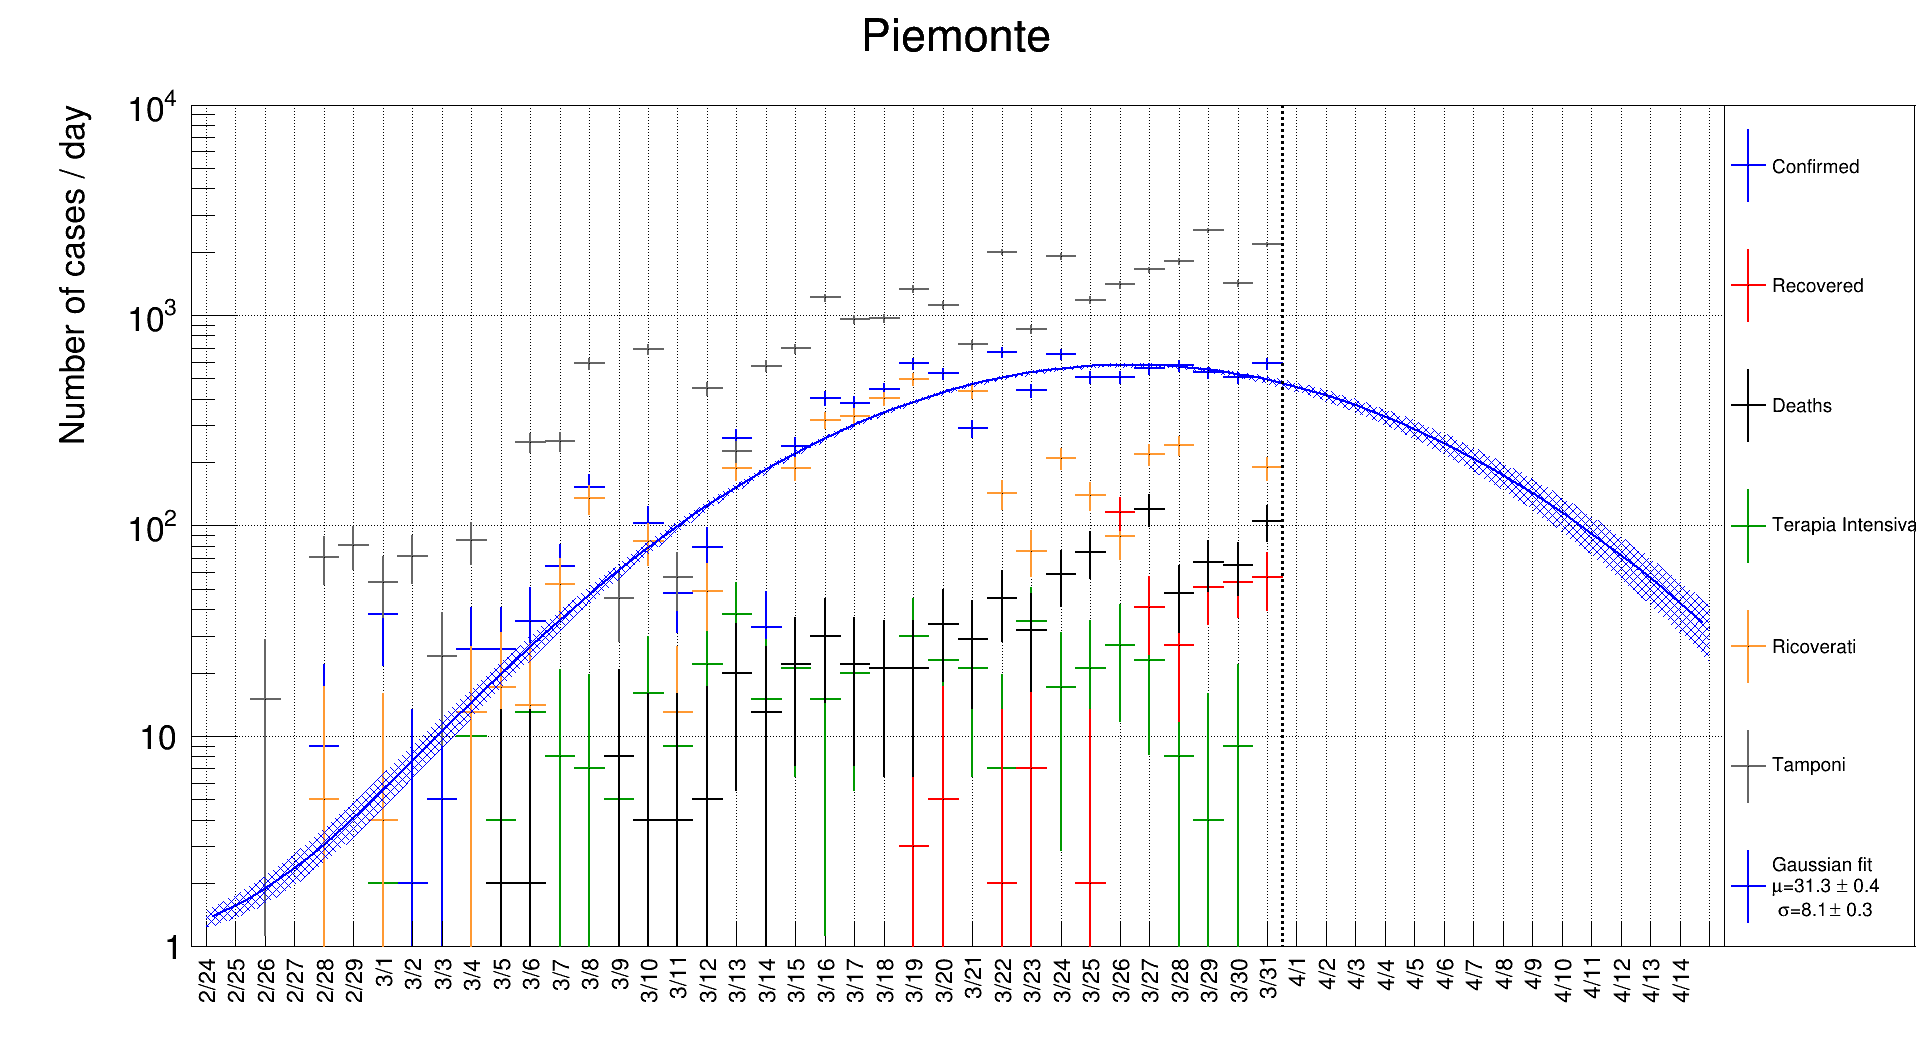 Piemonte
Number of cases / day
10^4
10^3
10^2
10
1
2/24 2/25 2/26 2/27 2/28 2/29 3/1 3/2 3/3 3/4 3/5 3/6 3/7 3/8 3/9 3/10 3/11 3/12 3/13 3/14 3/15 3/16 3/17 3/18 3/19 3/20 3/21 3/22 3/23 3/24 3/25 3/26 3/27 3/28 3/29 3/30 3/31 4/1 4/2 4/3 4/4 4/5 4/6 4/7 4/8 4/9 4/10 4/11 4/12 4/13 4/14
Confirmed
Recovered
Deaths
Terapia Intensiva
Ricoverati
Tamponi
Gaussian fit
μ=31.3 ± 0.4
σ=8.1± 0.3